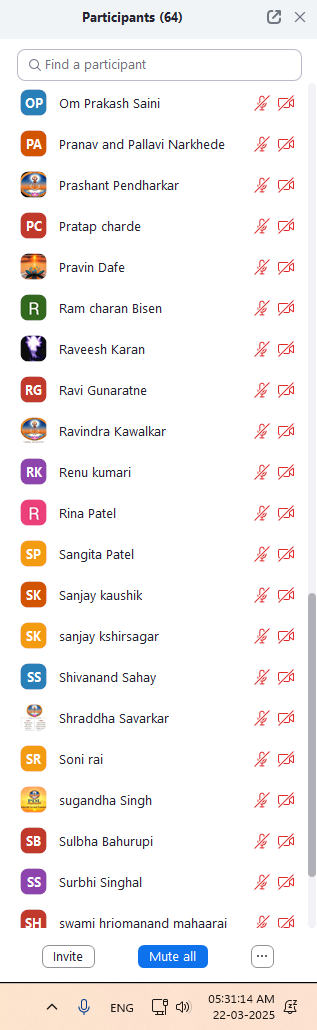 Participants (64)
Find a participant
OP Om Prakash Saini
PA Pranav and Pallavi Narkhede
Prashant Pendharkar
PC Pratap charde
Pravin Dafe
R Ram charan Bisen
Raveesh Karan
RG Ravi Gunaratne
Ravindra Kawalkar
RK Renu kumari
R Rina Patel
SP Sangita Patel
SK Sanjay kaushik
SK sanjay kshirsagar
SS Shivanand Sahay
Shraddha Savarkar
SR Soni rai
sugandha Singh
SB Sulbha Bahurupi
SS Surbhi Singhal
SH swami hriomanand mahaarai
Invite Mute all ...
ENG 05:31:14 AM
22-03-2025